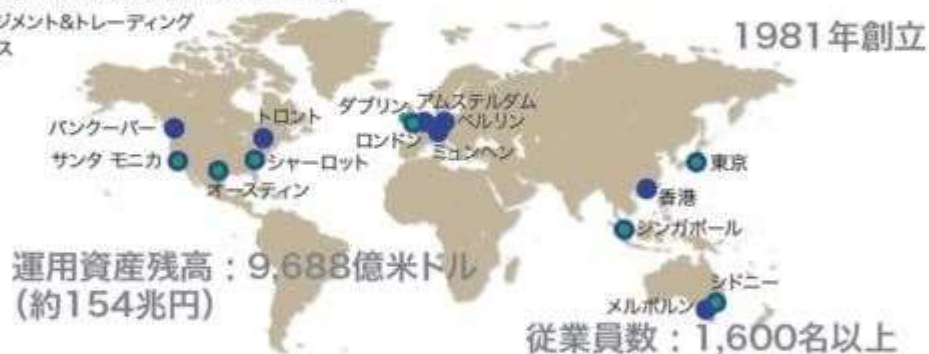 ジメント&トレーディング
ス
1981年創立
ダブリン
アムステルダム
バンクーバー
トロント
ベルリン
ロンドン
ミュンヘン
サンタ モニカ
シャーロット
東京
オースティン
香港
シンガポール
運用資産残高：9,688億米ドル
(約154兆円)
シドニー
メルボルン
従業員数：1,600名以上